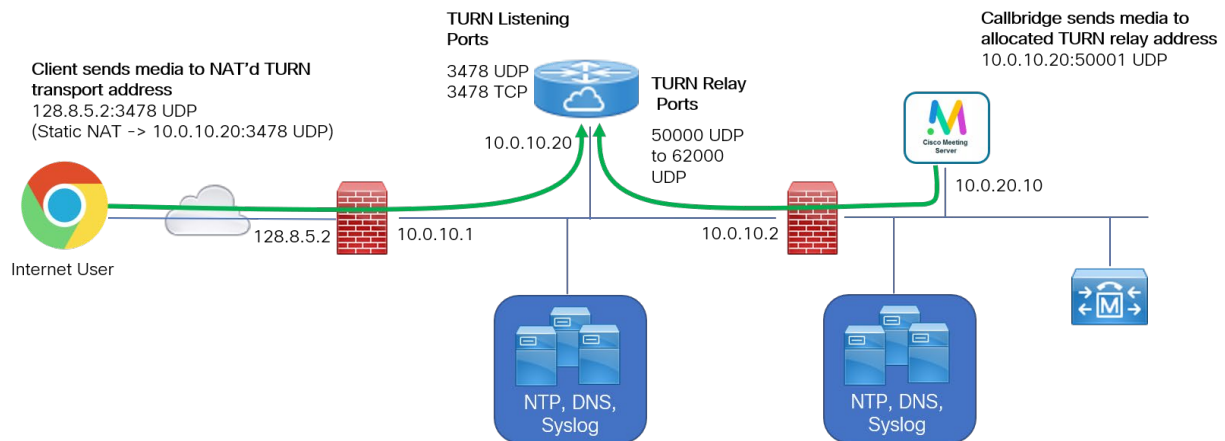 TURN Listening
Ports
3478 UDP
3478 TCP
Callbridge sends media to
allocated TURN relay address
10.0.10.20:50001 UDP
Client sends media to NAT'd TURN
transport address
128.8.5.2:3478 UDP
(Static NAT -> 10.0.10.20:3478 UDP)
TURN Relay
Ports
50000 UDP
to 62000
UDP
10.0.10.20
Cisco Meeting
Server
10.0.20.10
128.8.5.2
10.0.10.1
10.0.10.2
Internet User
M
NTP, DNS,
Syslog
NTP, DNS,
Syslog